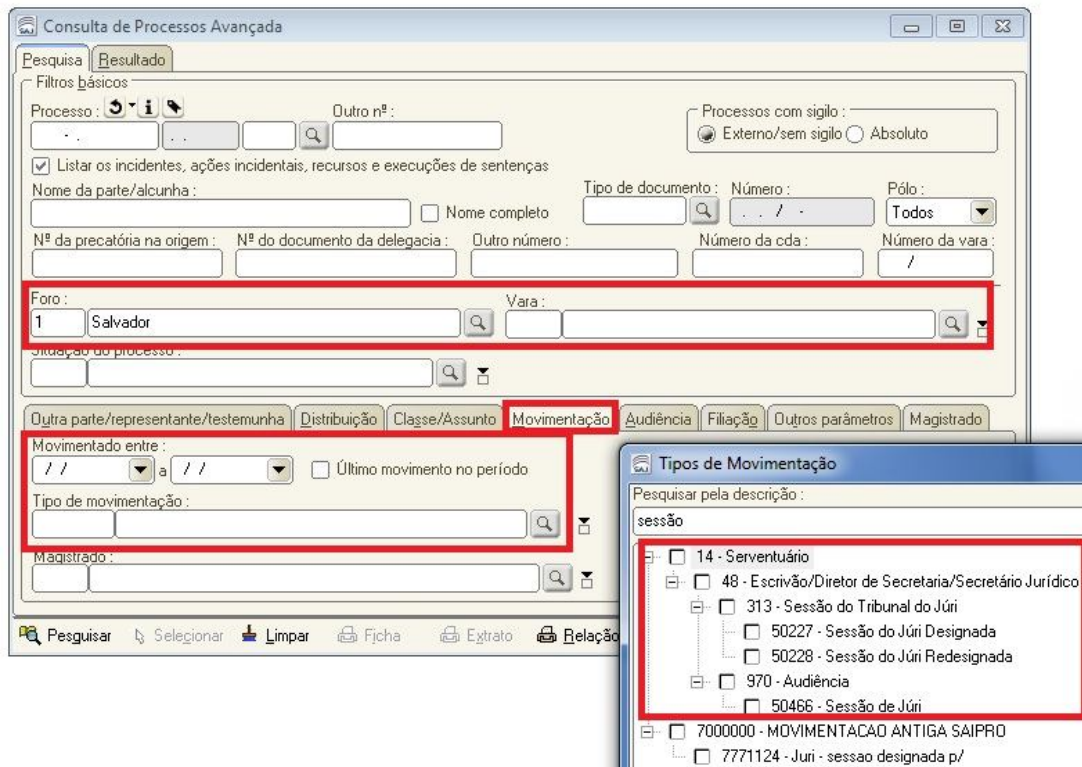 Consulta de Processos Avançada
Pesquisa Resultado
Filtros básicos
Processo : Outro nº : Processos com sigilo :
- . . . Externo/sem sigilo Absoluto
Listar os incidentes, ações incidentais, recursos e execuções de sentenças
Nome da parte/alcunha : Tipo de documento : Número : Pólo :
Nome completo . . / - Todos
Nº da precatória na origem : Nº do documento da delegacia : Outro número : Número da cda : Número da vara :
/
Foro : Vara :
1 Salvador
Situação do processo :
Outra parte/representante/testemunha Distribuição Classe/Assunto Movimentação Audiência Filiação Outros parâmetros Magistrado
Movimentado entre :
/ / a / / Último movimento no período
Tipo de movimentação :
Magistrado :
Pesquisar Selecionar Limpar Ficha Extrato Relação
Tipos de Movimentação
Pesquisar pela descrição :
sessão
14 - Serventuário
48 - Escrivão/Diretor de Secretaria/Secretário Jurídico
313 - Sessão do Tribunal do Júri
50227 - Sessão do Júri Designada
50228 - Sessão do Júri Redesignada
970 - Audiência
50466 - Sessão de Júri
7000000 - MOVIMENTACAO ANTIGA SAIPRO
7771124 - Juri - sessao designada p/